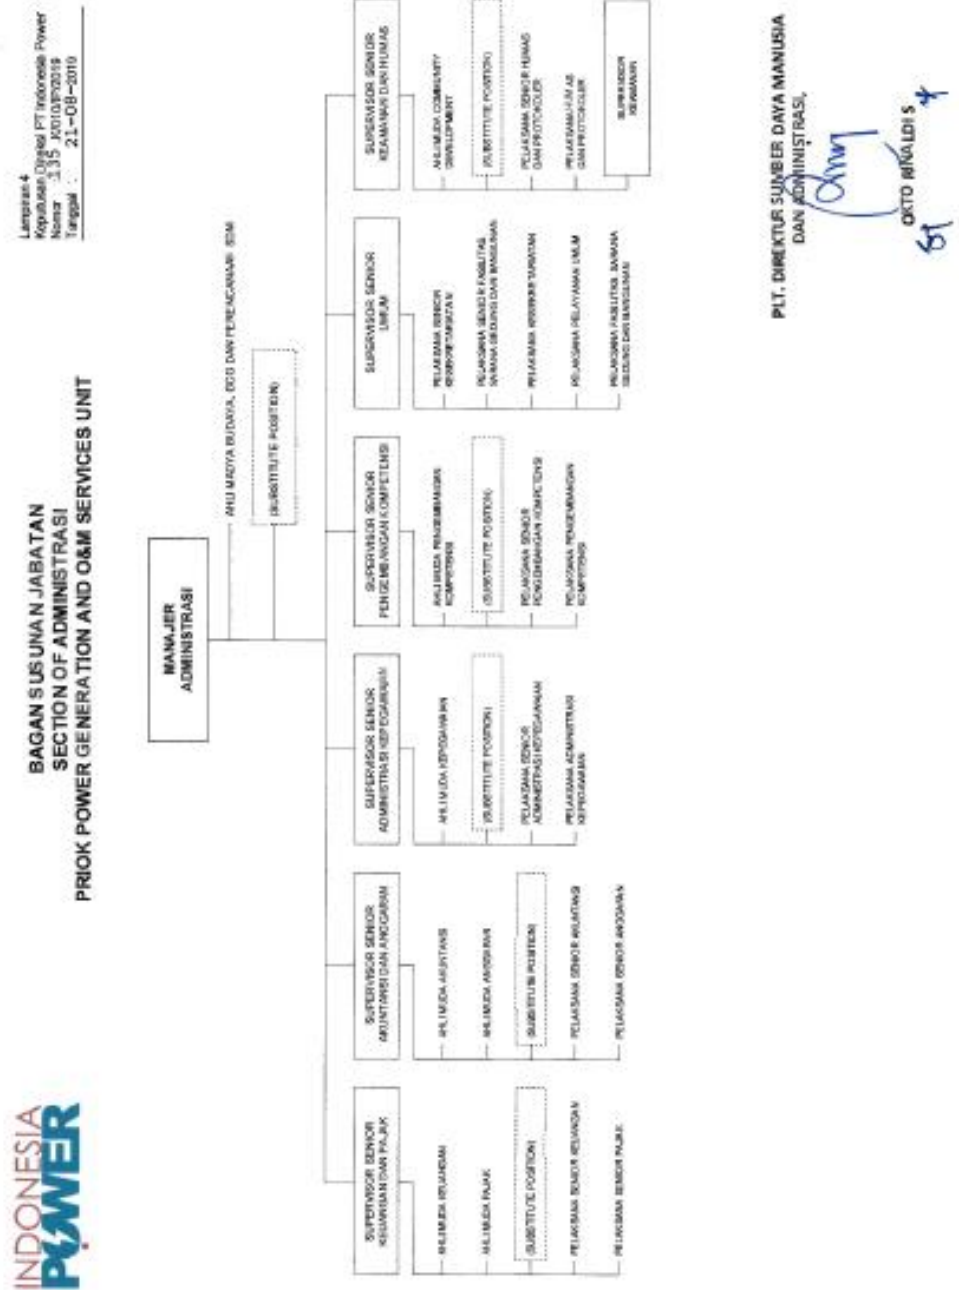 INDONESIA
POWER
BAGAN SUSUNAN JABATAN
SECTION OF ADMINISTRASI
PRIOK POWER GENERATION AND O&M SERVICES UNIT
Lampiran 4
Keputusan Direksi PT Indonesia Power
Nomor : 135
Tanggal : 21-08-2019
MANAJER
ADMINISTRASI
AHLI MADYA BUDAYA, GCG DAN PERENCANAAN SDM
(SUBSTITUTE POSITION)
SUPERVISOR SENIOR
KEUANGAN DAN PAJAK
AHLI MUDA KEUANGAN
AHLI MUDA PAJAK
(SUBSTITUTE POSITION)
PELAKSANA SENIOR KEUANGAN
PELAKSANA SENIOR PAJAK
SUPERVISOR SENIOR
AKUNTANSI DAN ANGGARAN
AHLI MUDA AKUNTANSI
AHLI MUDA ANGGARAN
(SUBSTITUTE POSITION)
PELAKSANA SENIOR AKUNTANSI
PELAKSANA SENIOR ANGGARAN
SUPERVISOR SENIOR
ADMINISTRASI KEPEGAWAIAN
AHLI MUDA KEPEGAWAIAN
(SUBSTITUTE POSITION)
PELAKSANA SENIOR
ADMINISTRASI KEPEGAWAIAN
PELAKSANA ADMINISTRASI
KEPEGAWAIAN
SUPERVISOR SENIOR
PENGEMBANGAN KOMPETENSI
AHLI MUDA PENGEMBANGAN
KOMPETENSI
(SUBSTITUTE POSITION)
PELAKSANA SENIOR
PENGEMBANGAN KOMPETENSI
PELAKSANA PENGEMBANGAN
KOMPETENSI
SUPERVISOR SENIOR
UMUM
PELAKSANA SENIOR
KESEKRETARIATAN
PELAKSANA SENIOR FASILITAS,
SARANA GEDUNG DAN BANGUNAN
PELAKSANA KESEKRETARIATAN
PELAKSANA PELAYANAN UMUM
PELAKSANA FASILITAS, SARANA
GEDUNG DAN BANGUNAN
SUPERVISOR SENIOR
KEAMANAN DAN HUMAS
AHLI MUDA COMMUNITY
DEVELOPMENT
(SUBSTITUTE POSITION)
PELAKSANA SENIOR HUMAS
DAN PROTOKOLER
PELAKSANA HUMAS
DAN PROTOKOLER
SUPERVISOR
KEAMANAN
PLT. DIREKTUR SUMBER DAYA MANUSIA
DAN ADMINISTRASI,
OKTO RINALDI S